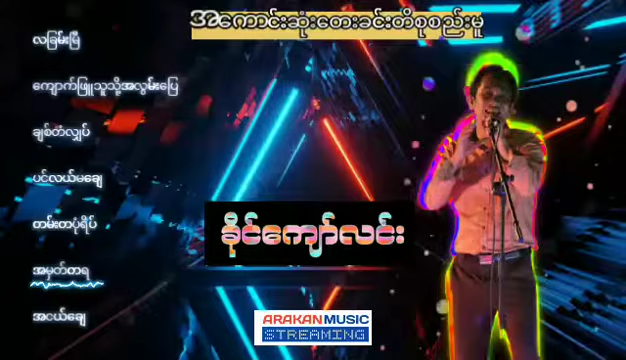 အကောင်းဆုံးတေးခင်းတိစုစည်းမူ
လခြမ်းမြီ
ကျောက်ဖြူသူသို့အလွမ်းပြေ
ချစ်တံလျှပ်
ပင်လယ်မချေ
တမ်းတပုံရိပ်
အမှတ်တရ
အငယ်ချေ
ခိုင်ကျော်လင်း
ARAKAN MUSIC
STREAMING